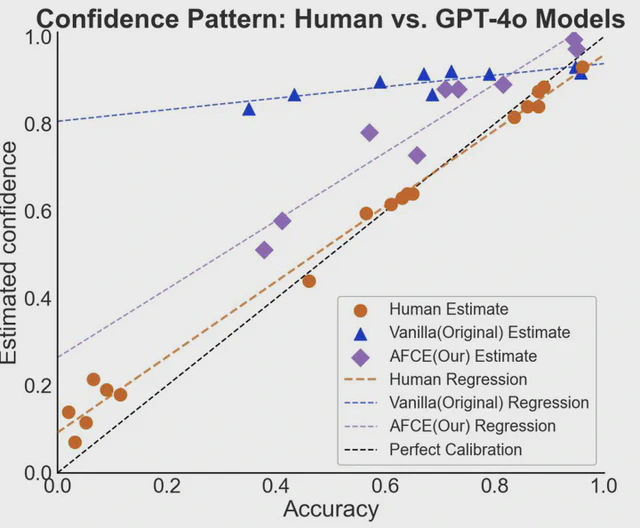 Confidence Pattern: Human vs. GPT-4o Models
1.0
0.8
0.6
0.4
0.2
0.0
Estimated confidence
Human Estimate
Vanilla(Original) Estimate
AFCE(Our) Estimate
Human Regression
Vanilla(Original) Regression
AFCE(Our) Regression
Perfect Calibration
0.0 0.2 0.4 0.6 0.8 1.0
Accuracy